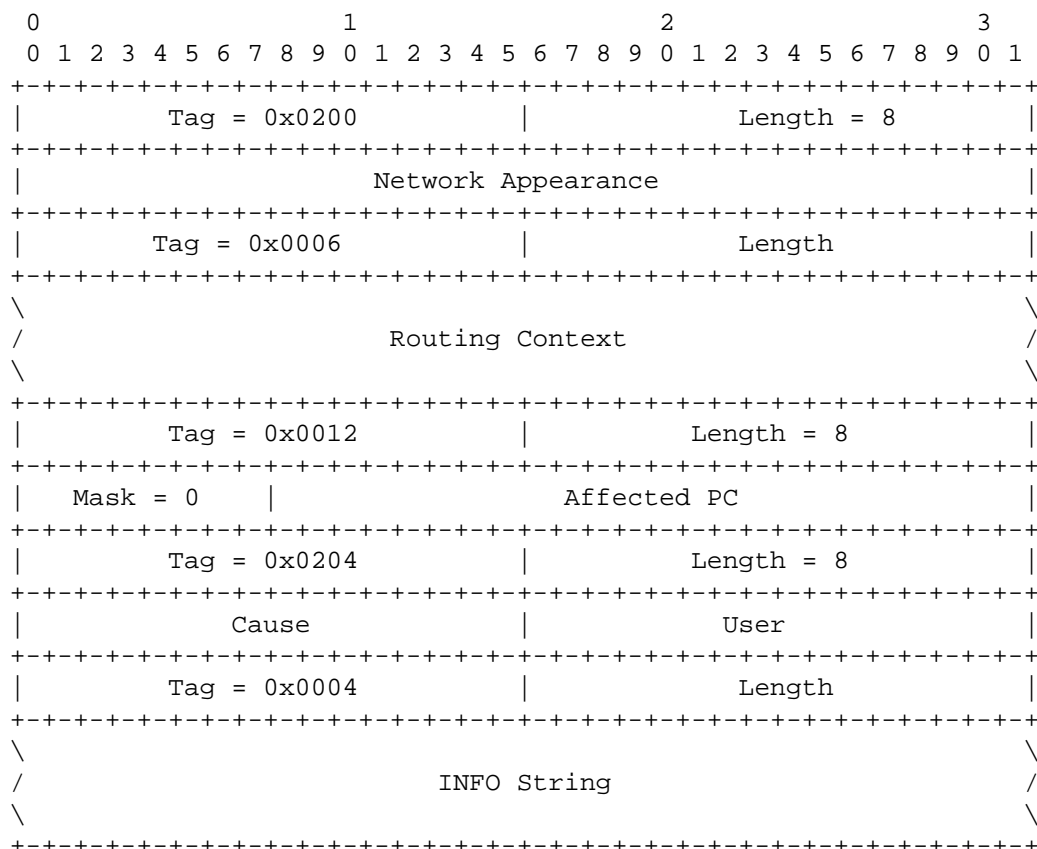 0                   1                   2                   3
 0 1 2 3 4 5 6 7 8 9 0 1 2 3 4 5 6 7 8 9 0 1 2 3 4 5 6 7 8 9 0 1
+-+-+-+-+-+-+-+-+-+-+-+-+-+-+-+-+-+-+-+-+-+-+-+-+-+-+-+-+-+-+-+-+
|         Tag = 0x0200          |             Length = 8        |
+-+-+-+-+-+-+-+-+-+-+-+-+-+-+-+-+-+-+-+-+-+-+-+-+-+-+-+-+-+-+-+-+
|                      Network Appearance                       |
+-+-+-+-+-+-+-+-+-+-+-+-+-+-+-+-+-+-+-+-+-+-+-+-+-+-+-+-+-+-+-+-+
|        Tag = 0x0006           |             Length            |
+-+-+-+-+-+-+-+-+-+-+-+-+-+-+-+-+-+-+-+-+-+-+-+-+-+-+-+-+-+-+-+-+
\                                                               \
/                       Routing Context                         /
\                                                               \
+-+-+-+-+-+-+-+-+-+-+-+-+-+-+-+-+-+-+-+-+-+-+-+-+-+-+-+-+-+-+-+-+
|         Tag = 0x0012          |          Length = 8           |
+-+-+-+-+-+-+-+-+-+-+-+-+-+-+-+-+-+-+-+-+-+-+-+-+-+-+-+-+-+-+-+-+
|   Mask = 0    |                  Affected PC                  |
+-+-+-+-+-+-+-+-+-+-+-+-+-+-+-+-+-+-+-+-+-+-+-+-+-+-+-+-+-+-+-+-+
|         Tag = 0x0204          |          Length = 8           |
+-+-+-+-+-+-+-+-+-+-+-+-+-+-+-+-+-+-+-+-+-+-+-+-+-+-+-+-+-+-+-+-+
|             Cause             |            User               |
+-+-+-+-+-+-+-+-+-+-+-+-+-+-+-+-+-+-+-+-+-+-+-+-+-+-+-+-+-+-+-+-+
|         Tag = 0x0004          |             Length            |
+-+-+-+-+-+-+-+-+-+-+-+-+-+-+-+-+-+-+-+-+-+-+-+-+-+-+-+-+-+-+-+-+
\                                                               \
/                          INFO String                          /
\                                                               \
+-+-+-+-+-+-+-+-+-+-+-+-+-+-+-+-+-+-+-+-+-+-+-+-+-+-+-+-+-+-+-+-+